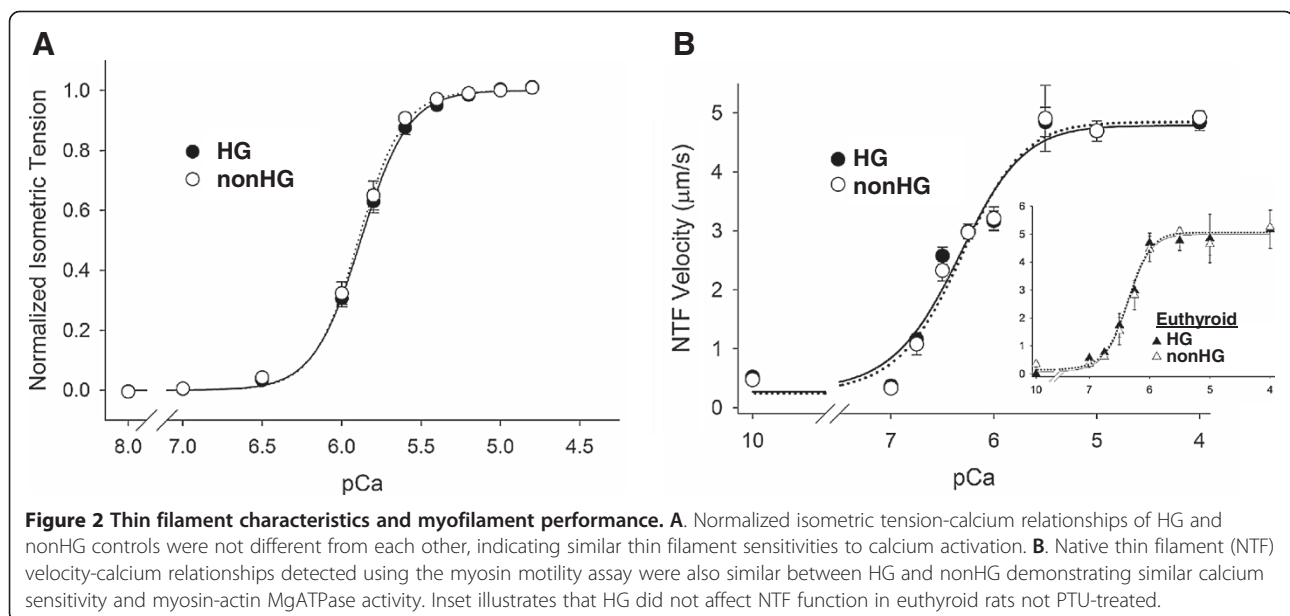 A
Normalized Isometric Tension
1.0
0.8
0.6
0.4
0.2
0.0
HG
nonHG
8.0 7.0 6.5 6.0 5.5 5.0 4.5
pCa
B
NTF Velocity (μm/s)
5
4
3
2
1
0
HG
nonHG
10 7 6 5 4
pCa
6
5
4
3
2
1
0
Euthyroid
HG
nonHG
10 7 6 5 4
Figure 2 Thin filament characteristics and myofilament performance. A. Normalized isometric tension-calcium relationships of HG and
nonHG controls were not different from each other, indicating similar thin filament sensitivities to calcium activation. B. Native thin filament (NTF)
velocity-calcium relationships detected using the myosin motility assay were also similar between HG and nonHG demonstrating similar calcium
sensitivity and myosin-actin MgATPase activity. Inset illustrates that HG did not affect NTF function in euthyroid rats not PTU-treated.